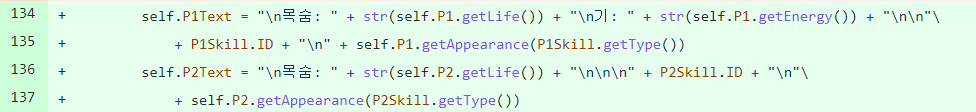 134 + self.P1Text = "\n목숨: " + str(self.P1.getLife()) + "\n기: " + str(self.P1.getEnergy()) + "\n\n"\
135 + + P1Skill.ID + "\n" + self.P1.getAppearance(P1Skill.getType())
136 + self.P2Text = "\n목숨: " + str(self.P2.getLife()) + "\n\n\n" + P2Skill.ID + "\n"\
137 + + self.P2.getAppearance(P2Skill.getType())